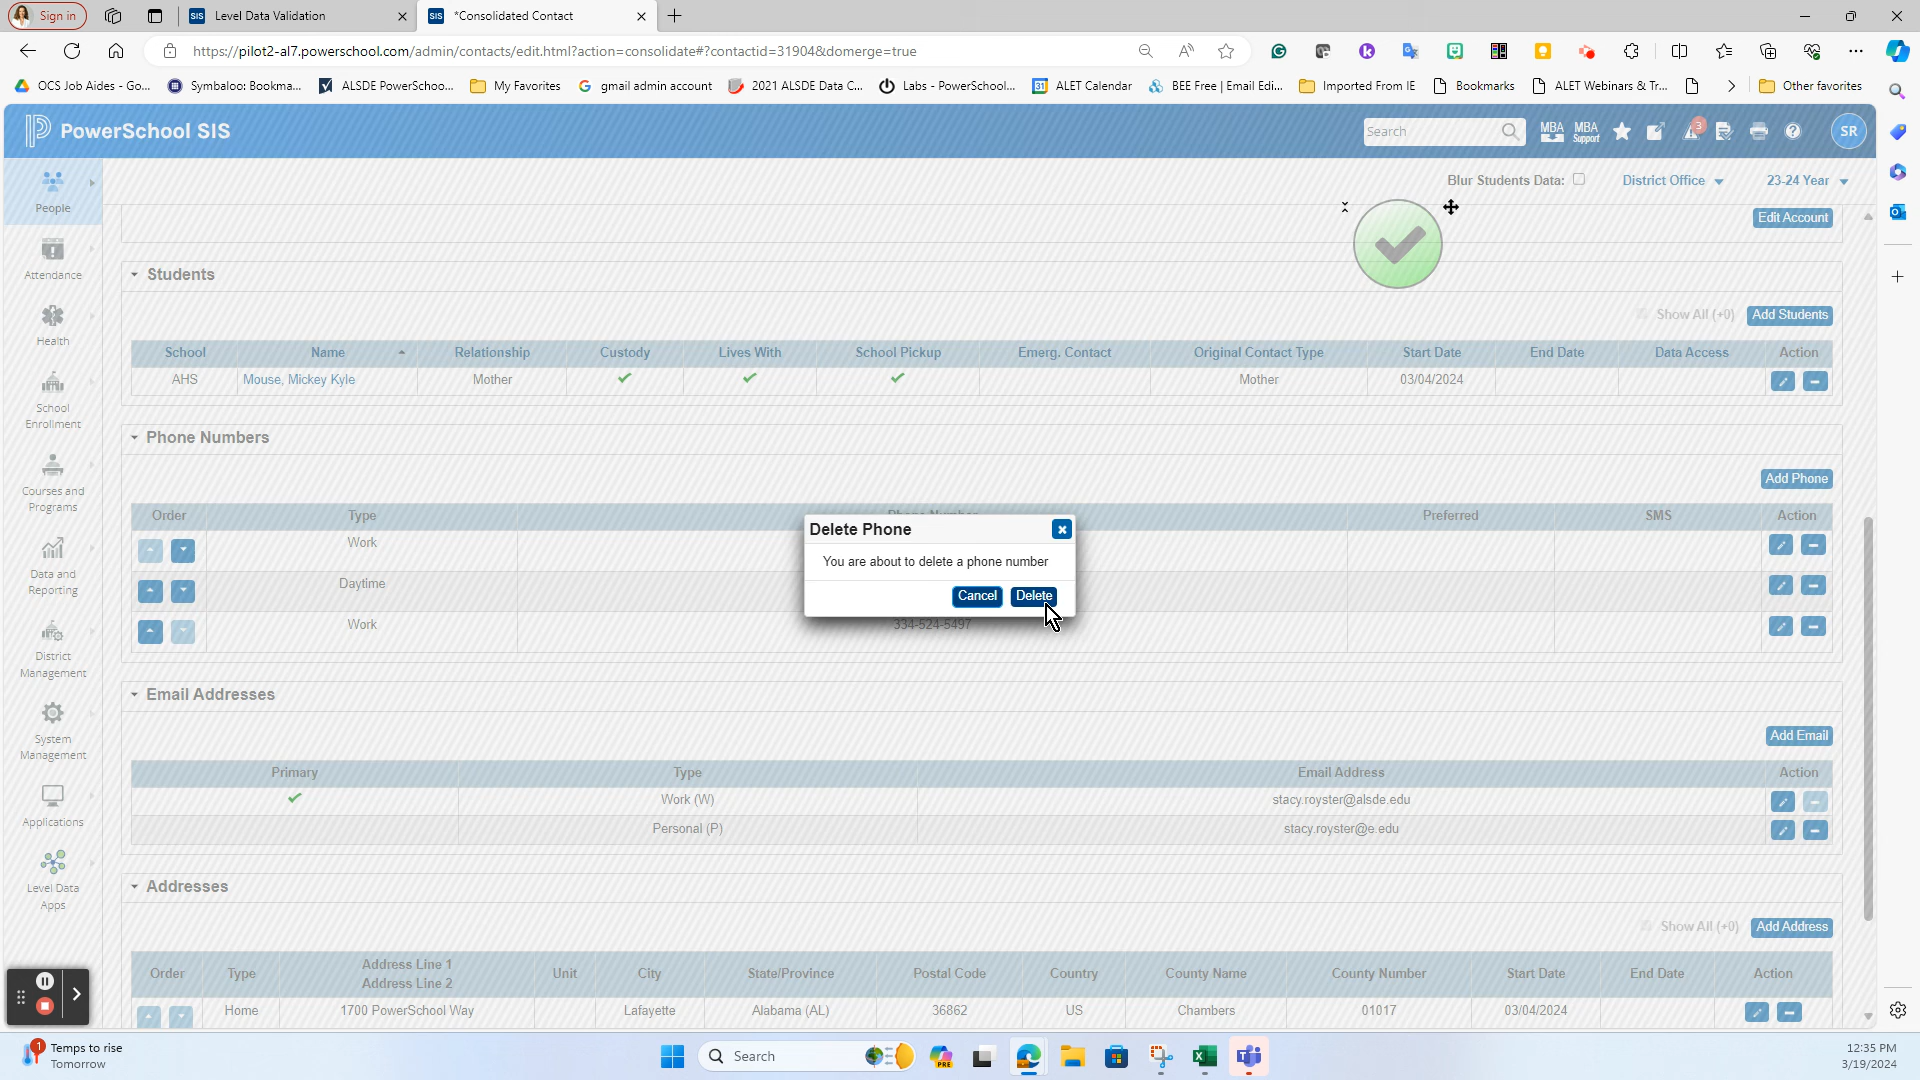 Sign in
SIS Level Data Validation
SIS *Consolidated Contact
https://pilot2-al7.powerschool.com/admin/contacts/edit.html?action=consolidate#?contactid=31904&domerge=true
OCS Job Aides - Go...
Symbaloo: Bookma...
ALSDE PowerSchoo...
My Favorites
gmail admin account
2021 ALSDE Data C...
Labs - PowerSchool...
31 ALET Calendar
BEE Free | Email Edi...
Imported From IE
Bookmarks
ALET Webinars & Tr...
Other favorites
PowerSchool SIS
Search
MBA
MBA Support
3
SR
Blur Students Data:
District Office
23-24 Year
People
Attendance
Health
School
Enrollment
Courses and
Programs
Data and
Reporting
District
Management
System
Management
Applications
Level Data
Apps
Edit Account
Students
Show All (+0) Add Students
School Name Relationship Custody Lives With School Pickup Emerg. Contact Original Contact Type Start Date End Date Data Access Action
AHS Mouse, Mickey Kyle Mother Mother 03/04/2024
Phone Numbers
Add Phone
Order Type Phone Number Preferred SMS Action
Work
Daytime
Work 334-524-5497
Delete Phone
You are about to delete a phone number
Cancel Delete
Email Addresses
Add Email
Primary Type Email Address Action
Work (W) stacy.royster@alsde.edu
Personal (P) stacy.royster@e.edu
Addresses
Show All (+0) Add Address
Order Type Address Line 1 Unit City State/Province Postal Code Country County Name County Number Start Date End Date Action
Address Line 2
Home 1700 PowerSchool Way Lafayette Alabama (AL) 36862 US Chambers 01017 03/04/2024
1
Temps to rise
Tomorrow
Search
PRE
12:35 PM
3/19/2024